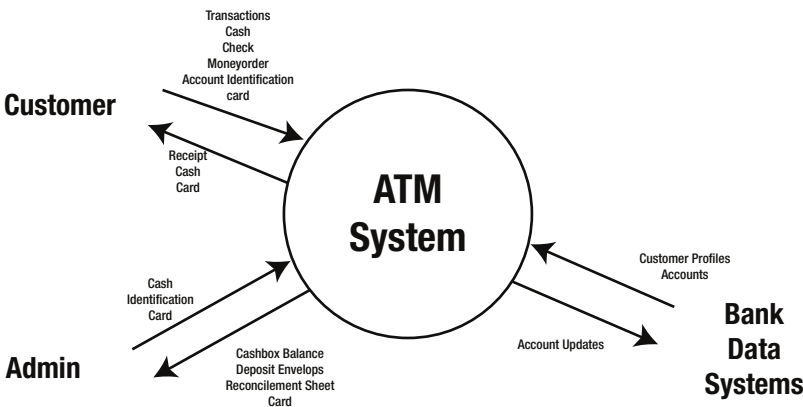 Transactions
Cash
Check
Moneyorder
Account Identification
card
Customer
Receipt
Cash
Card
ATM
System
Customer Profiles
Accounts
Cash
Identification
Card
Bank
Data
Systems
Account Updates
Admin
Cashbox Balance
Deposit Envelops
Reconcilement Sheet
Card